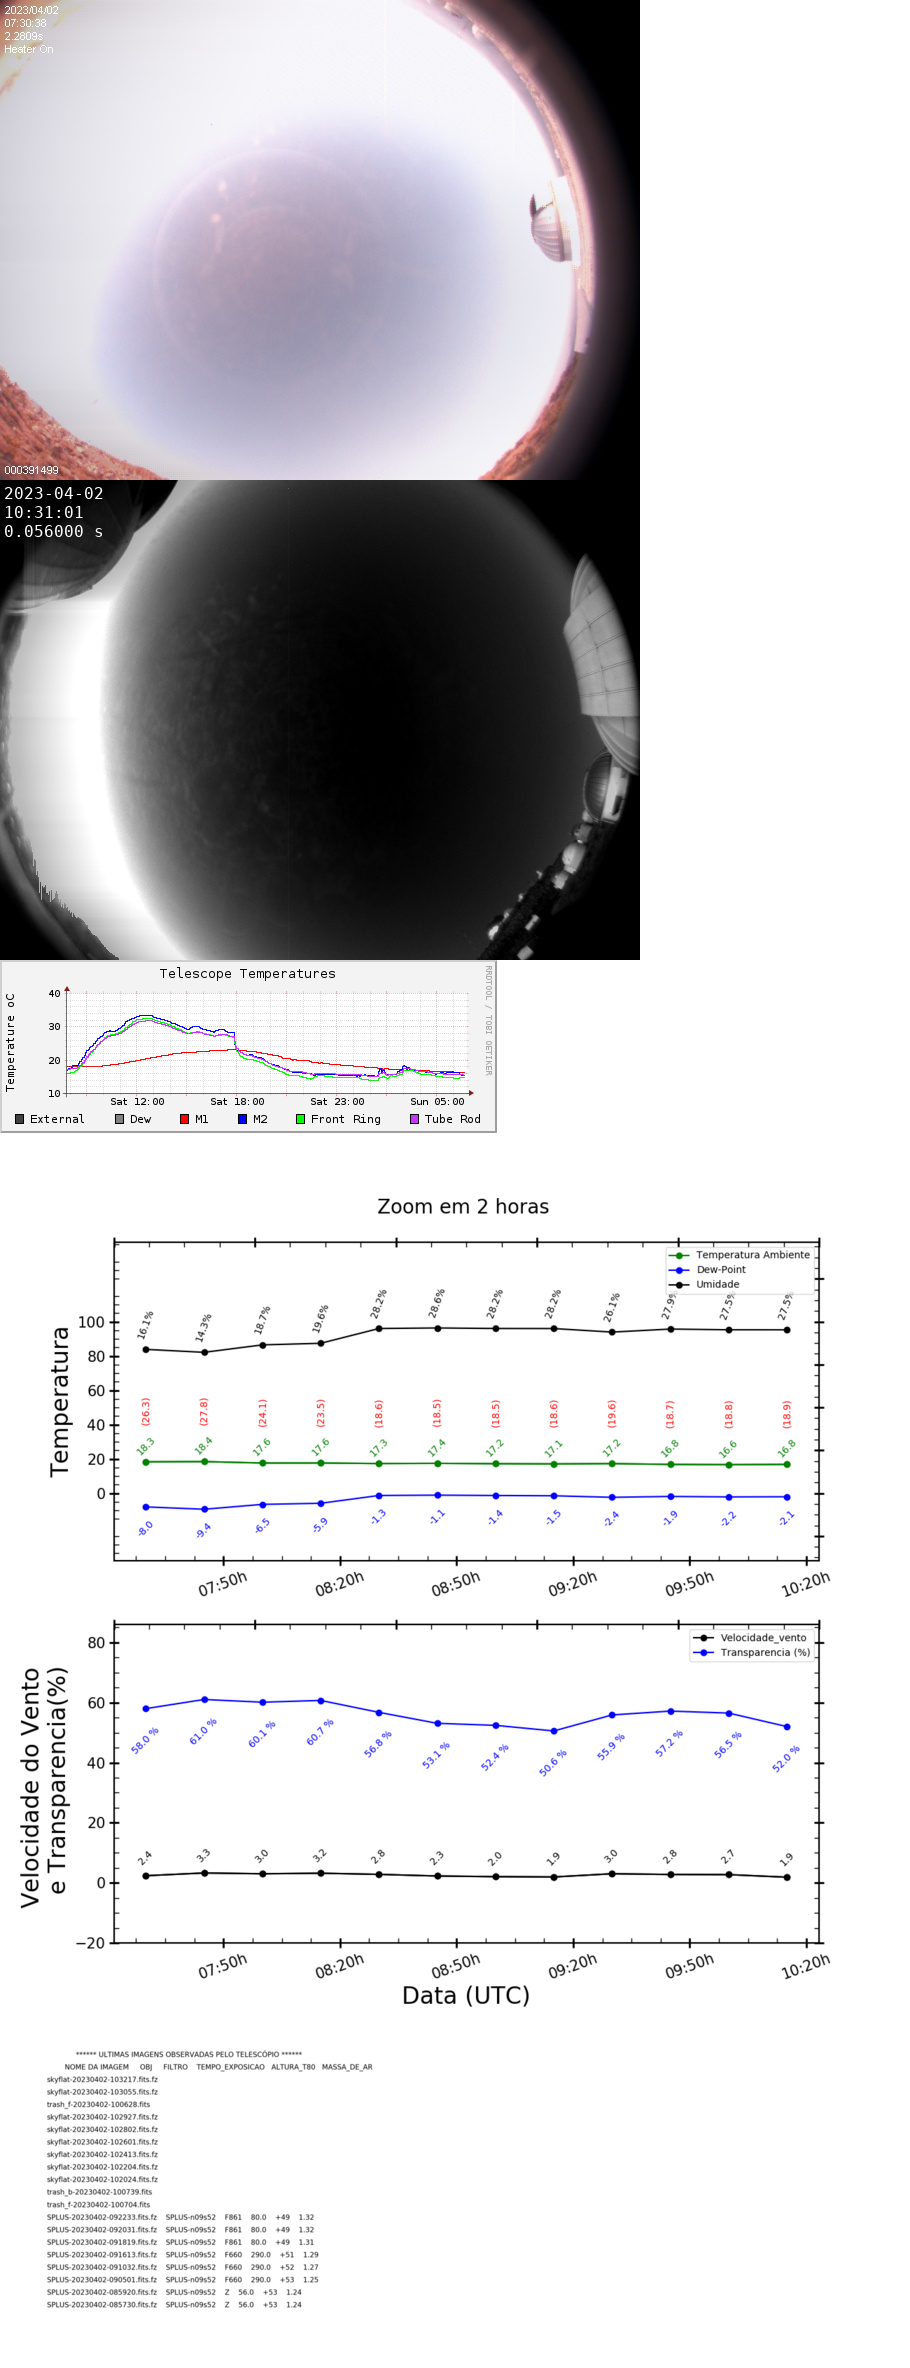 2023/04/02
07:30:38
2.2809s
Heater On
000391499
2023-04-02
10:31:01
0.056000 s
Telescope Temperatures
RRDTOOL / TOBI OETIKER
Temperature oC
40
30
20
10
Sat 12:00 Sat 18:00 Sat 23:00 Sun 05:00
External Dew M1 M2 Front Ring Tube Rod
Zoom em 2 horas
Temperatura Ambiente
Dew-Point
Umidade
Temperatura
100
80
60
40
20
0
16.1% 14.3% 18.7% 19.6% 28.2% 28.6% 28.2% 28.2% 26.1% 27.9% 27.5% 27.5%
(26.3) (27.8) (24.1) (23.5) (18.6) (18.5) (18.5) (18.6) (19.6) (18.7) (18.8) (18.9)
18.3 18.4 17.6 17.6 17.3 17.4 17.2 17.1 17.2 16.8 16.6 16.8
-8.0 -9.4 -6.5 -5.9 -1.3 -1.1 -1.4 -1.5 -2.4 -1.9 -2.2 -2.1
07:50h 08:20h 08:50h 09:20h 09:50h 10:20h
Velocidade_vento
Transparencia (%)
Velocidade do Vento
e Transparencia(%)
80
60
40
20
0
−20
58.0 % 61.0 % 60.1 % 60.7 % 56.8 % 53.1 % 52.4 % 50.6 % 55.9 % 57.2 % 56.5 % 52.0 %
2.4 3.3 3.0 3.2 2.8 2.3 2.0 1.9 3.0 2.8 2.7 1.9
07:50h 08:20h 08:50h 09:20h 09:50h 10:20h
Data (UTC)
****** ULTIMAS IMAGENS OBSERVADAS PELO TELESCÓPIO ******
NOME DA IMAGEM OBJ FILTRO TEMPO_EXPOSICAO ALTURA_T80 MASSA_DE_AR
skyflat-20230402-103217.fits.fz
skyflat-20230402-103055.fits.fz
trash_f-20230402-100628.fits
skyflat-20230402-102927.fits.fz
skyflat-20230402-102802.fits.fz
skyflat-20230402-102601.fits.fz
skyflat-20230402-102413.fits.fz
skyflat-20230402-102204.fits.fz
skyflat-20230402-102024.fits.fz
trash_b-20230402-100739.fits
trash_f-20230402-100704.fits
SPLUS-20230402-092233.fits.fz SPLUS-n09s52 F861 80.0 +49 1.32
SPLUS-20230402-092031.fits.fz SPLUS-n09s52 F861 80.0 +49 1.32
SPLUS-20230402-091819.fits.fz SPLUS-n09s52 F861 80.0 +49 1.31
SPLUS-20230402-091613.fits.fz SPLUS-n09s52 F660 290.0 +51 1.29
SPLUS-20230402-091032.fits.fz SPLUS-n09s52 F660 290.0 +52 1.27
SPLUS-20230402-090501.fits.fz SPLUS-n09s52 F660 290.0 +53 1.25
SPLUS-20230402-085920.fits.fz SPLUS-n09s52 Z 56.0 +53 1.24
SPLUS-20230402-085730.fits.fz SPLUS-n09s52 Z 56.0 +53 1.24